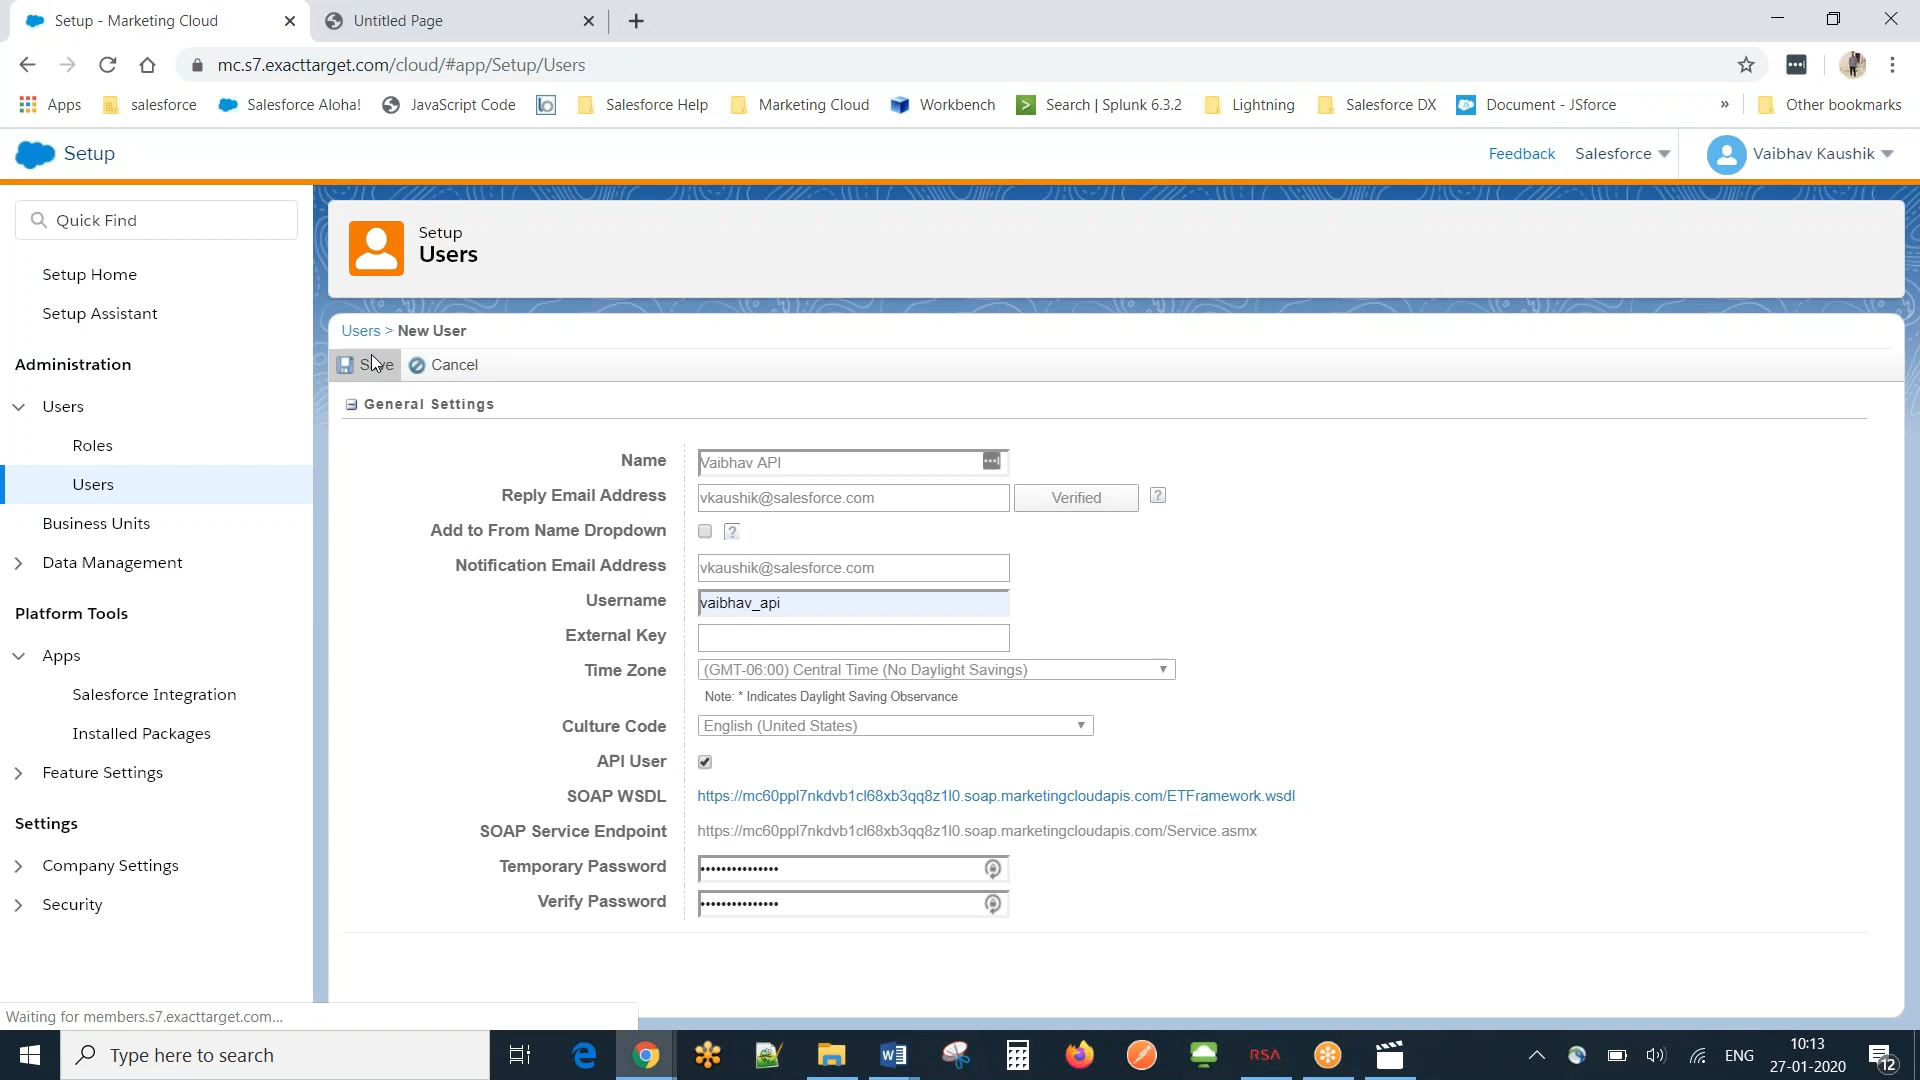 Setup - Marketing Cloud
Untitled Page
mc.s7.exacttarget.com/cloud/#app/Setup/Users
Apps
salesforce
Salesforce Aloha!
JavaScript Code
Salesforce Help
Marketing Cloud
Workbench
Search | Splunk 6.3.2
Lightning
Salesforce DX
Document - JSforce
»
Other bookmarks
Setup
Feedback
Salesforce
Vaibhav Kaushik
Quick Find
Setup Home
Setup Assistant
Administration
Users
Roles
Users
Business Units
Data Management
Platform Tools
Apps
Salesforce Integration
Installed Packages
Feature Settings
Settings
Company Settings
Security
Setup
Users
Users > New User
Save
Cancel
General Settings
Name
Vaibhav API
Reply Email Address
vkaushik@salesforce.com
Verified
?
Add to From Name Dropdown
?
Notification Email Address
vkaushik@salesforce.com
Username
vaibhav_api
External Key
Time Zone
(GMT-06:00) Central Time (No Daylight Savings)
Note: * Indicates Daylight Saving Observance
Culture Code
English (United States)
API User
SOAP WSDL
https://mc60ppl7nkdvb1cl68xb3qq8z1l0.soap.marketingcloudapis.com/ETFramework.wsdl
SOAP Service Endpoint
https://mc60ppl7nkdvb1cl68xb3qq8z1l0.soap.marketingcloudapis.com/Service.asmx
Temporary Password
•••••••••••••••
Verify Password
•••••••••••••••
Waiting for members.s7.exacttarget.com...
Type here to search
RSA
ENG
10:13
27-01-2020
12